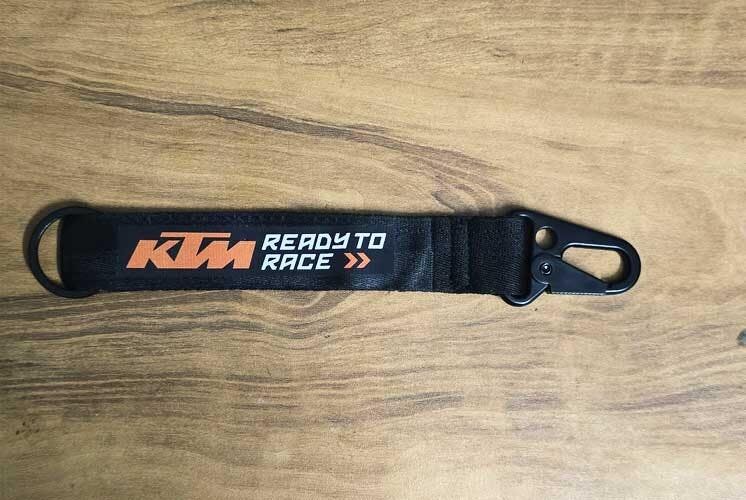 KTM
READY TO
RACE »